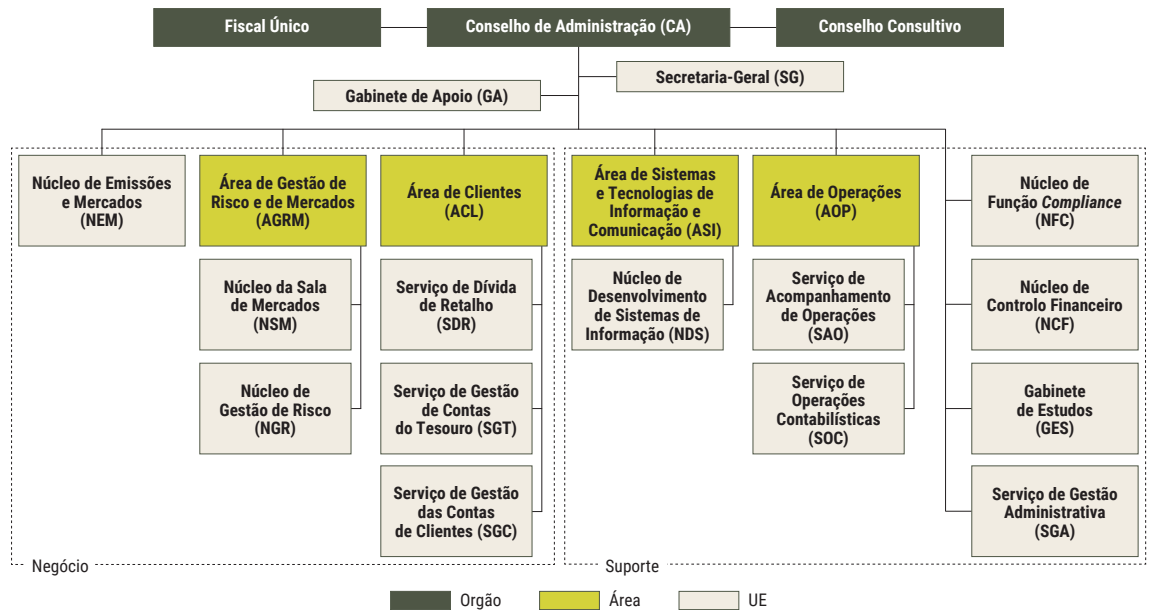 Fiscal Único
Conselho de Administração (CA)
Conselho Consultivo
Secretaria-Geral (SG)
Gabinete de Apoio (GA)
Núcleo de Emissões
e Mercados
(NEM)
Área de Gestão de
Risco e de Mercados
(AGRM)
Núcleo da Sala
de Mercados
(NSM)
Núcleo de
Gestão de Risco
(NGR)
Área de Clientes
(ACL)
Serviço de Dívida
de Retalho
(SDR)
Serviço de Gestão
de Contas
do Tesouro (SGT)
Serviço de Gestão
das Contas
de Clientes (SGC)
Negócio
Área de Sistemas
e Tecnologias de
Informação e
Comunicação (ASI)
Núcleo de
Desenvolvimento
de Sistemas de
Informação (NDS)
Área de Operações
(AOP)
Serviço de
Acompanhamento
de Operações
(SAO)
Serviço de
Operações
Contabilísticas
(SOC)
Núcleo de
Função Compliance
(NFC)
Núcleo de
Controlo Financeiro
(NCF)
Gabinete
de Estudos
(GES)
Serviço de Gestão
Administrativa
(SGA)
Suporte
Orgão
Área
UE